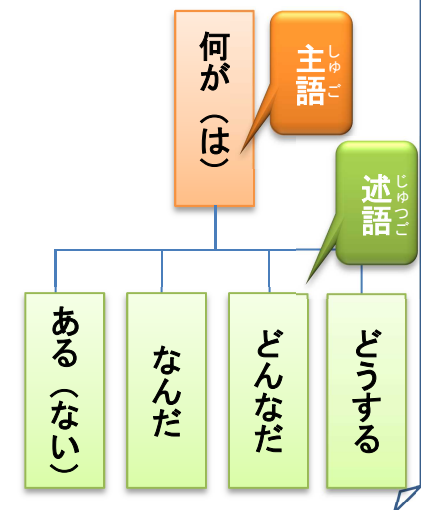 主語
しゅご
何が（は）
述語
じゅつご
どうする
どんなだ
なんだ
ある（ない）